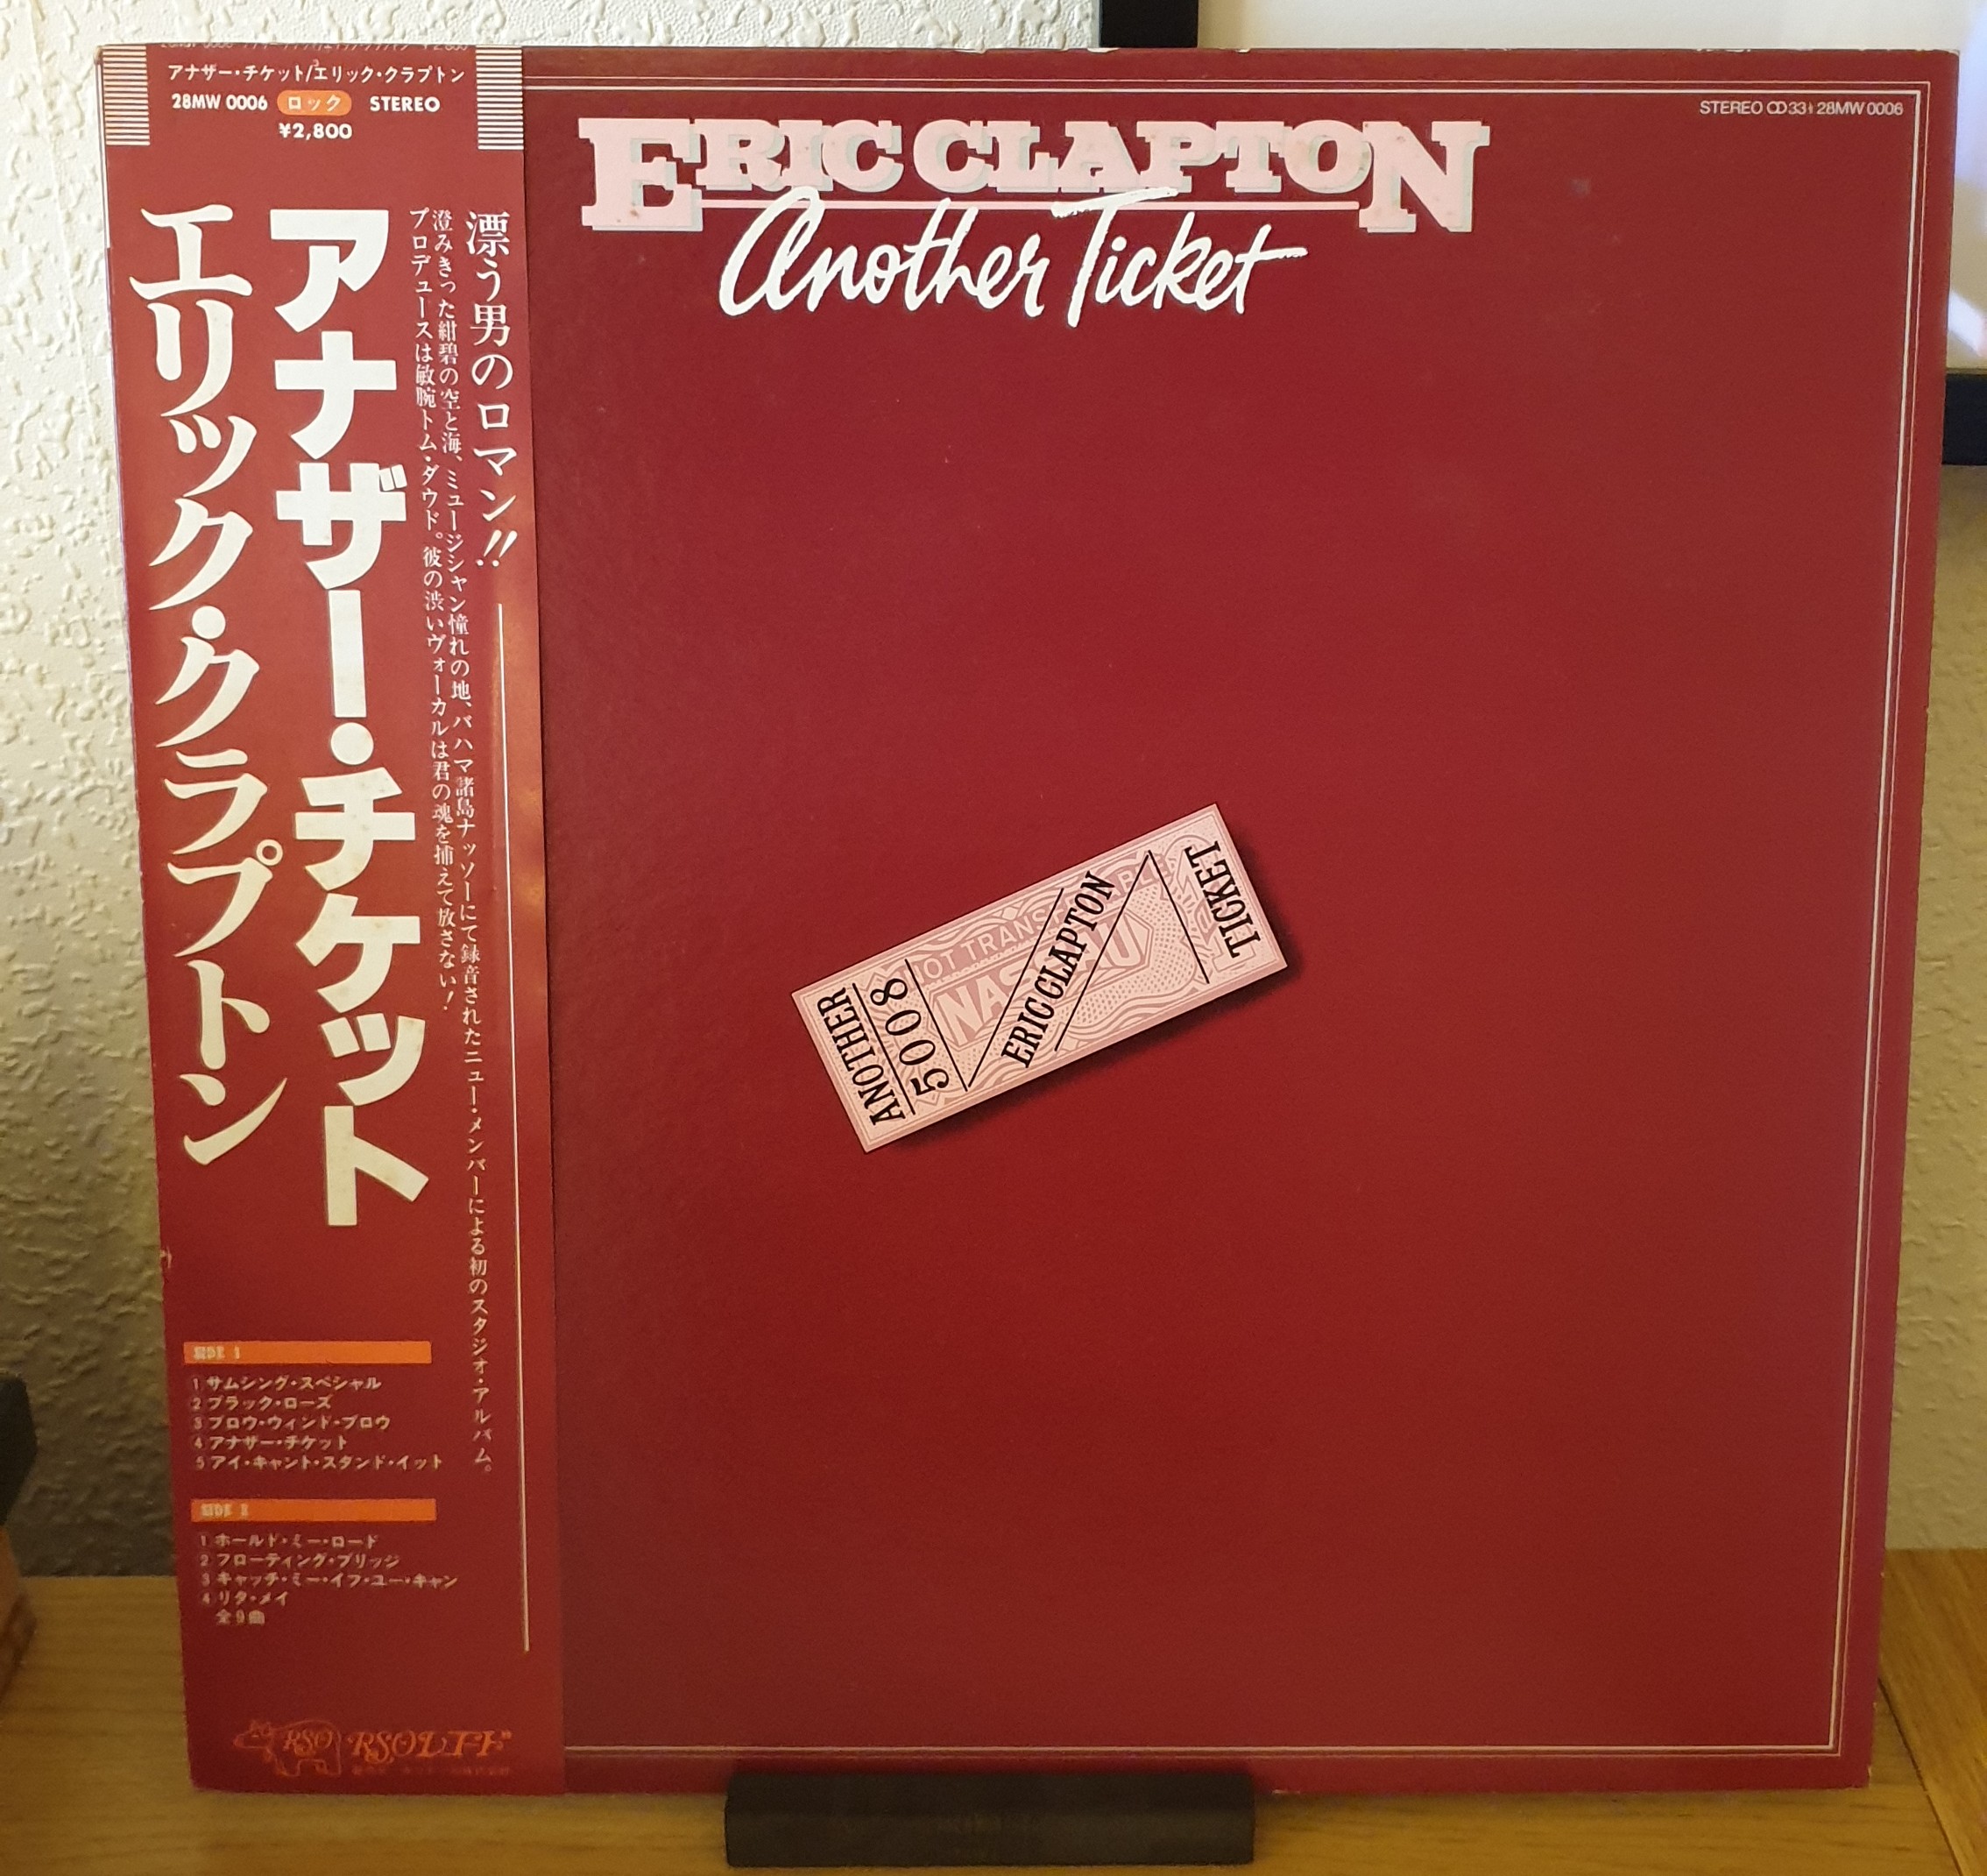 アナザー・チケット/エリック・クラプトン
28MW 0006 ロック STEREO
¥2,800
漂う男のロマン!!
澄みきった紺碧の空と海、ミュージシャン憧れの地、バハマ諸島ナッソーにて録音されたニュー・メンバーによる初のスタジオ・アルバム。
プロデュースは敏腕トム・ダウド。彼の渋いヴォーカルは君の魂を捕えて放さない!
アナザー・チケット
エリック・クラプトン
SIDE 1
1 サムシング・スペシャル
2 ブラック・ローズ
3 ブロウ・ウィンド・ブロウ
4 アナザー・チケット
5 アイ・キャント・スタンド・イット
SIDE 2
1 ホールド・ミー・ロード
2 フローティング・ブリッジ
3 キャッチ・ミー・イフ・ユー・キャン
4 リタ・メイ
全9曲
RSO RSOレコード
STEREO 33⅓ 28MW 0006
ERIC CLAPTON
Another Ticket
ANOTHER
5008
NASSAU
ERIC CLAPTON
TICKET